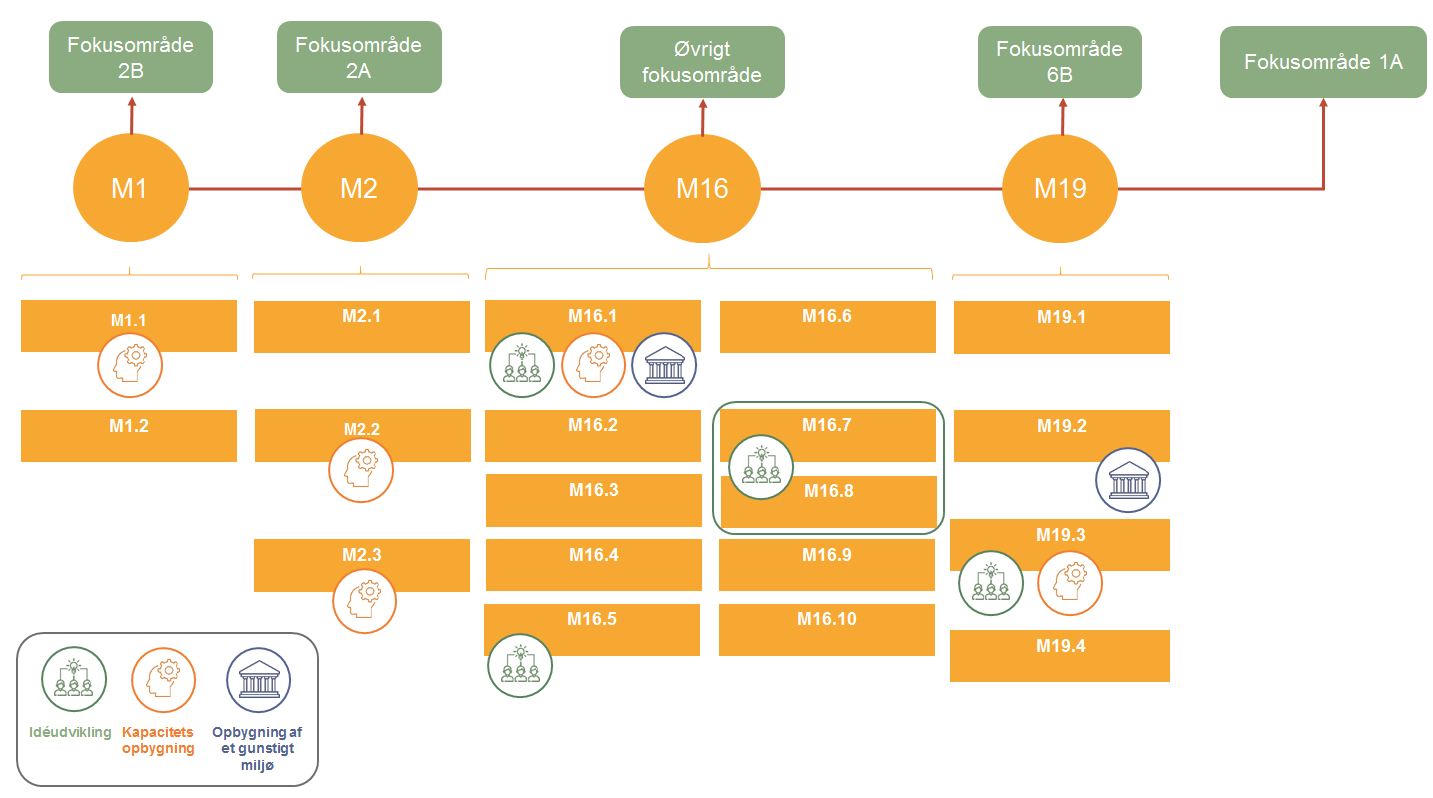 Fokusområde
2B
Fokusområde
2A
Øvrigt
fokusområde
Fokusområde
6B
Fokusområde 1A
M1
M2
M16
M19
M1.1
M2.1
M16.1
M16.6
M19.1
M1.2
M2.2
M16.2
M16.7
M19.2
M16.3
M16.8
M2.3
M16.4
M16.9
M19.3
M16.5
M16.10
M19.4
Idéudvikling
Kapacitets
opbygning
Opbygning af
et gunstigt
miljø